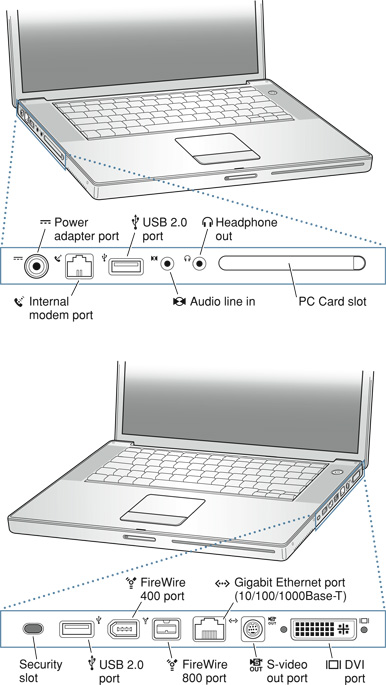 Power
adapter port
USB 2.0
port
Headphone
out
Internal
modem port
Audio line in
PC Card slot
FireWire
400 port
Gigabit Ethernet port
(10/100/1000Base-T)
OUT
Security
slot
USB 2.0
port
FireWire
800 port
OUT
S-video
out port
DVI
port